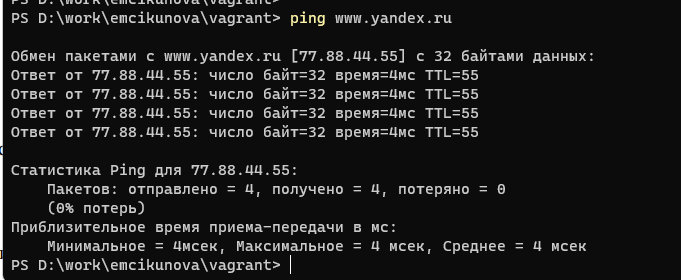 PS D:\work\emcikunova\vagrant>
PS D:\work\emcikunova\vagrant> ping www.yandex.ru
Обмен пакетами с www.yandex.ru [77.88.44.55] с 32 байтами данных:
Ответ от 77.88.44.55: число байт=32 время=4мс TTL=55
Ответ от 77.88.44.55: число байт=32 время=4мс TTL=55
Ответ от 77.88.44.55: число байт=32 время=4мс TTL=55
Ответ от 77.88.44.55: число байт=32 время=4мс TTL=55
Статистика Ping для 77.88.44.55:
    Пакетов: отправлено = 4, получено = 4, потеряно = 0
    (0% потерь)
Приблизительное время приема-передачи в мс:
    Минимальное = 4мсек, Максимальное = 4 мсек, Среднее = 4 мсек
PS D:\work\emcikunova\vagrant>